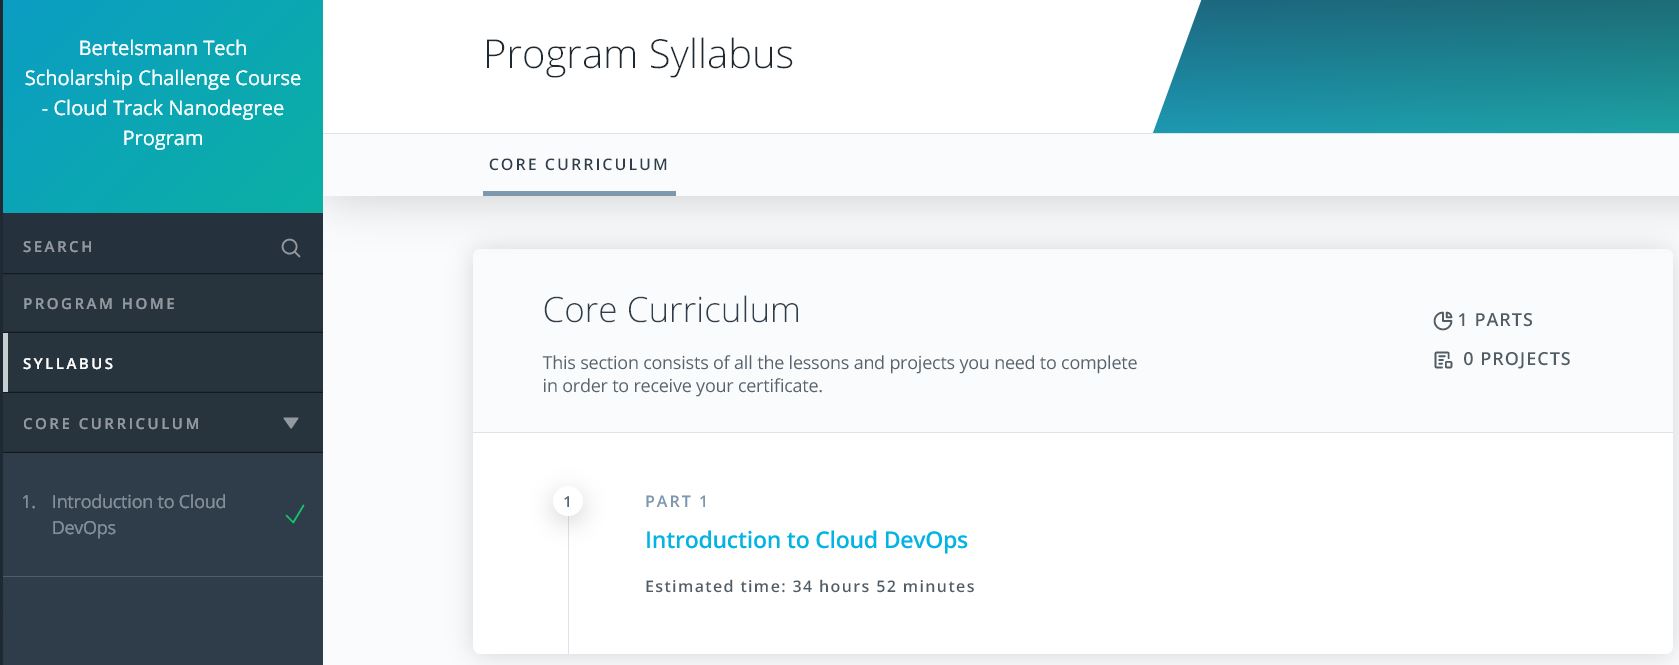 Bertelsmann Tech
Scholarship Challenge Course
- Cloud Track Nanodegree
Program
SEARCH
PROGRAM HOME
SYLLABUS
CORE CURRICULUM
1. Introduction to Cloud
DevOps
Program Syllabus
CORE CURRICULUM
Core Curriculum
This section consists of all the lessons and projects you need to complete
in order to receive your certificate.
1 PARTS
0 PROJECTS
1
PART 1
Introduction to Cloud DevOps
Estimated time: 34 hours 52 minutes